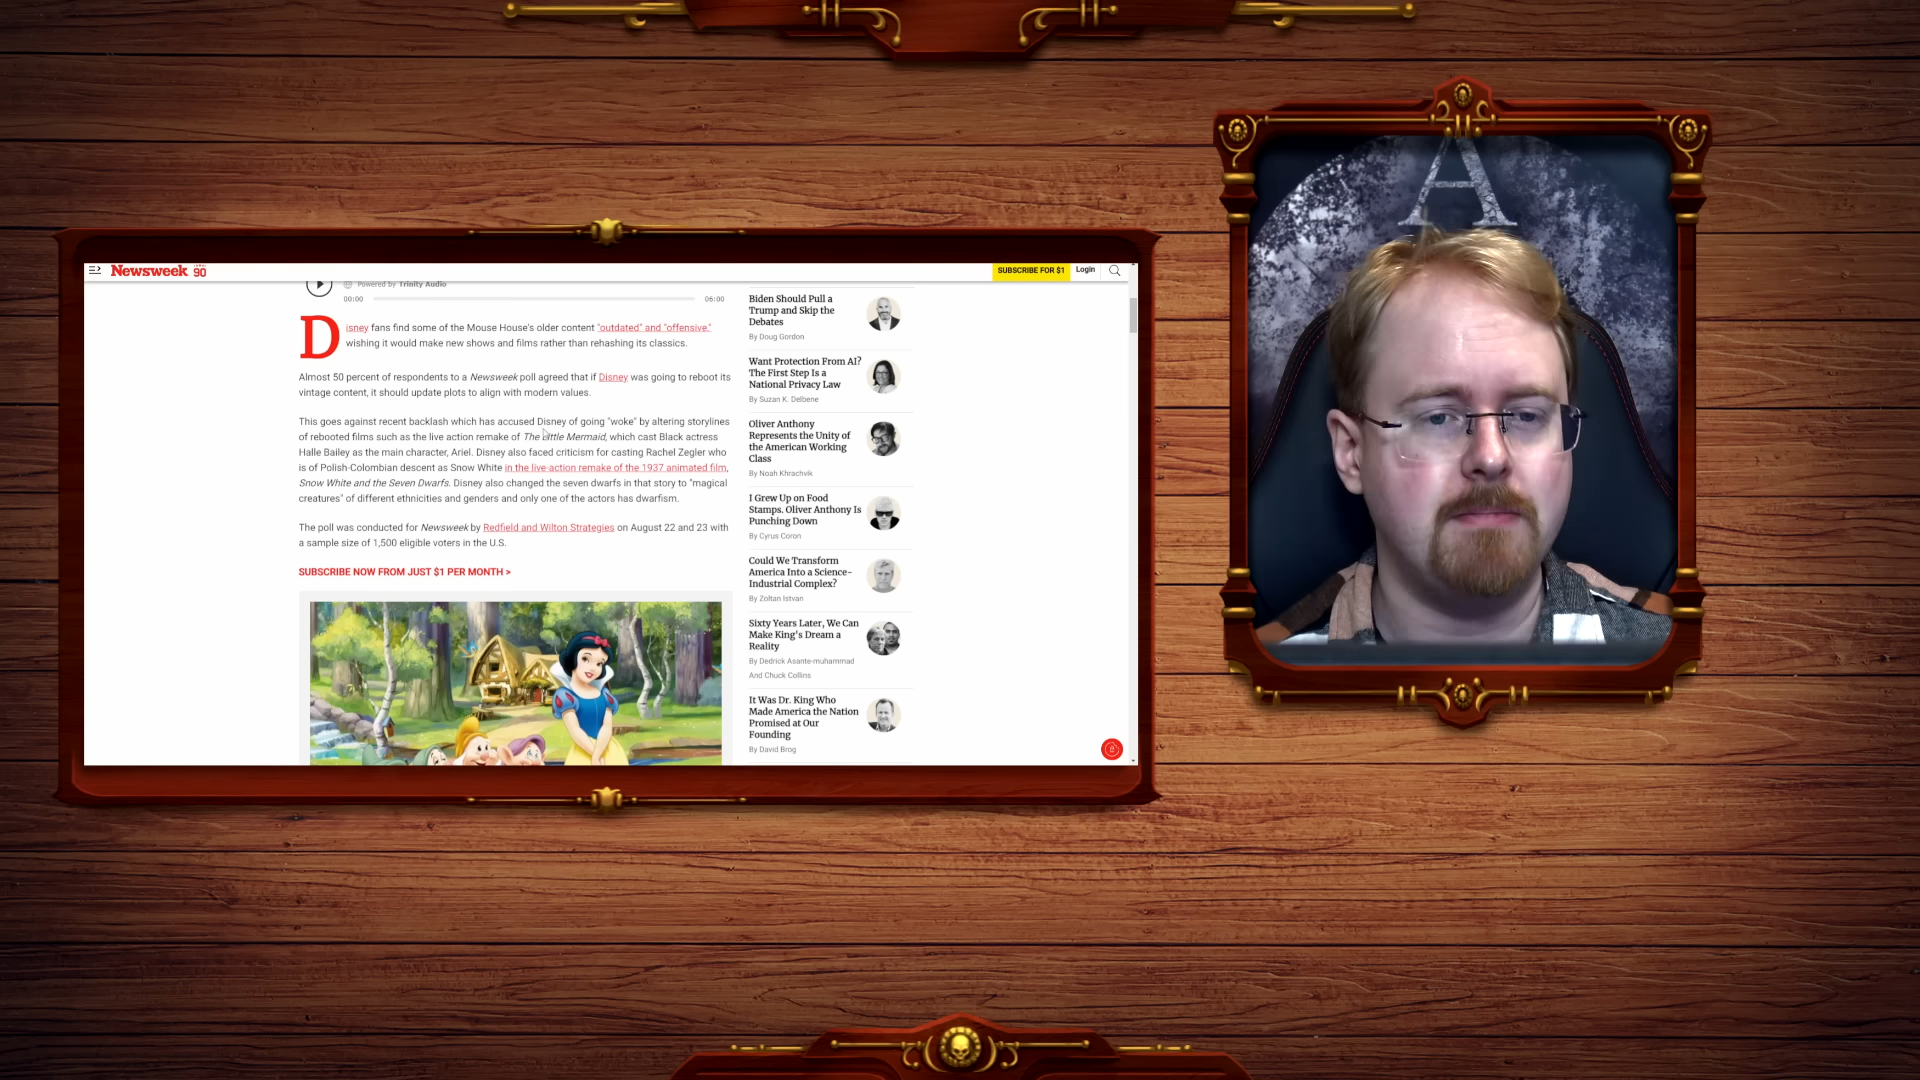 Newsweek 90
SUBSCRIBE FOR $1
Login
Powered by Trinity Audio
00:00
06:00
Disney fans find some of the Mouse House's older content "outdated" and "offensive,"
wishing it would make new shows and films rather than rehashing its classics.
Almost 50 percent of respondents to a Newsweek poll agreed that if Disney was going to reboot its
vintage content, it should update plots to align with modern values.
This goes against recent backlash which has accused Disney of going "woke" by altering storylines
of rebooted films such as the live action remake of The Little Mermaid, which cast Black actress
Halle Bailey as the main character, Ariel. Disney also faced criticism for casting Rachel Zegler who
is of Polish-Colombian descent as Snow White in the live-action remake of the 1937 animated film,
Snow White and the Seven Dwarfs. Disney also changed the seven dwarfs in that story to "magical
creatures" of different ethnicities and genders and only one of the actors has dwarfism.
The poll was conducted for Newsweek by Redfield and Wilton Strategies on August 22 and 23 with
a sample size of 1,500 eligible voters in the U.S.
SUBSCRIBE NOW FROM JUST $1 PER MONTH >
Biden Should Pull a
Trump and Skip the
Debates
By Doug Gordon
Want Protection From AI?
The First Step Is a
National Privacy Law
By Suzan K. Delbene
Oliver Anthony
Represents the Unity of
the American Working
Class
By Noah Khrachvik
I Grew Up on Food
Stamps. Oliver Anthony Is
Punching Down
By Cyrus Coron
Could We Transform
America Into a Science-
Industrial Complex?
By Zoltan Istvan
Sixty Years Later, We Can
Make King's Dream a
Reality
By Dedrick Asante-muhammad
And Chuck Collins
It Was Dr. King Who
Made America the Nation
Promised at Our
Founding
By David Brog
A